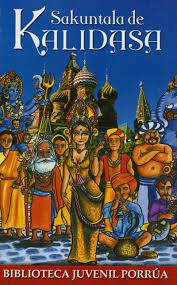 Sakuntala de
KALIDASA
BIBLIOTECA JUVENIL PORRÚA